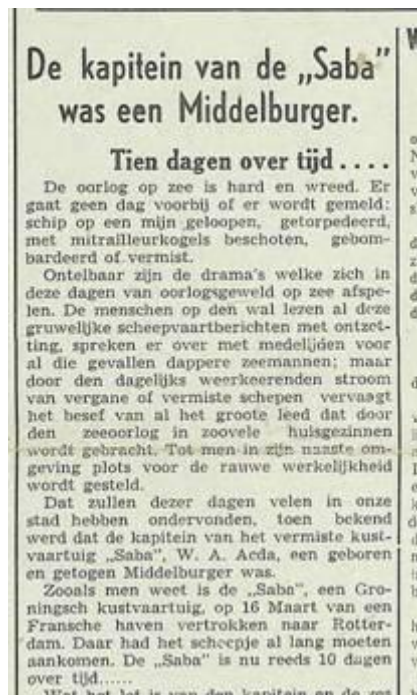 De kapitein van de „Saba”
was een Middelburger.
Tien dagen over tijd....
De oorlog op zee is hard en wreed. Er
gaat geen dag voorbij of er wordt gemeld:
schip op een mijn geloopen, getorpedeerd,
met mitrailleurkogels beschoten, gebom-
bardeerd of vermist.
Ontelbaar zijn de drama's welke zich in
deze dagen van oorlogsgeweld op zee afspe-
len. De menschen op den wal lezen al deze
gruwelijke scheepvaartberichten met ontzet-
ting, spreken er over met medelijden voor
al die gevallen dappere zeemannen; maar
door den dagelijks weerkeerenden stroom
van vergane of vermiste schepen vervaagt
het besef van al het groote leed dat door
den zeeoorlog in zoovele huisgezinnen
wordt gebracht. Tot men in zijn naaste om-
geving plots voor de rauwe werkelijkheid
wordt gesteld.
Dat zullen dezer dagen velen in onze
stad hebben ondervonden, toen bekend
werd dat de kapitein van het vermiste kust-
vaartuig „Saba”, W. A. Acda, een geboren
en getogen Middelburger was.
Zooals men weet is de „Saba”, een Gro-
ningsch kustvaartuig, op 16 Maart van een
Fransche haven vertrokken naar Rotter-
dam. Daar had het scheepje al lang moeten
aankomen. De „Saba” is nu reeds 10 dagen
over tijd......